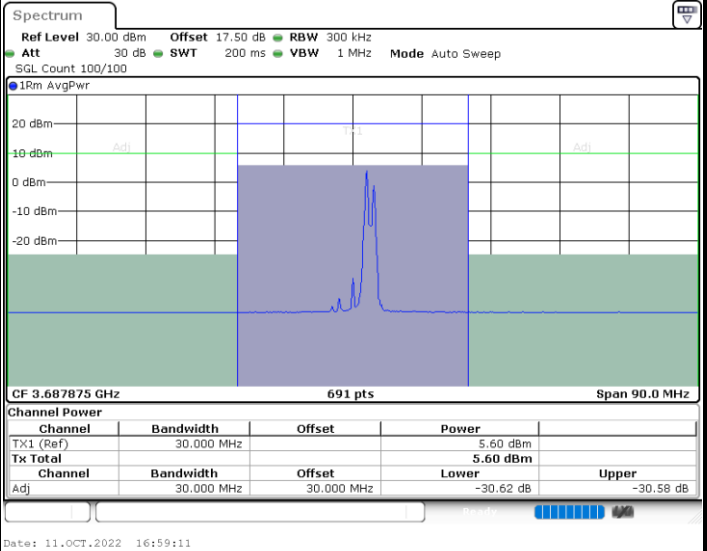 Spectrum
Ref Level 30.00 dBm Offset 17.50 dB RBW 300 kHz
Att 30 dB SWT 200 ms VBW 1 MHz Mode Auto Sweep
SGL Count 100/100
1Rm AvgPwr
20 dBm
TX1
Adj Adj
10 dBm
0 dBm
-10 dBm
-20 dBm
CF 3.687875 GHz 691 pts Span 90.0 MHz
Channel Power
Channel Bandwidth Offset Power
TX1 (Ref) 30.000 MHz 5.60 dBm
Tx Total 5.60 dBm
Channel Bandwidth Offset Lower Upper
Adj 30.000 MHz 30.000 MHz -30.62 dB -30.58 dB
Ready
Date: 11.OCT.2022 16:59:11